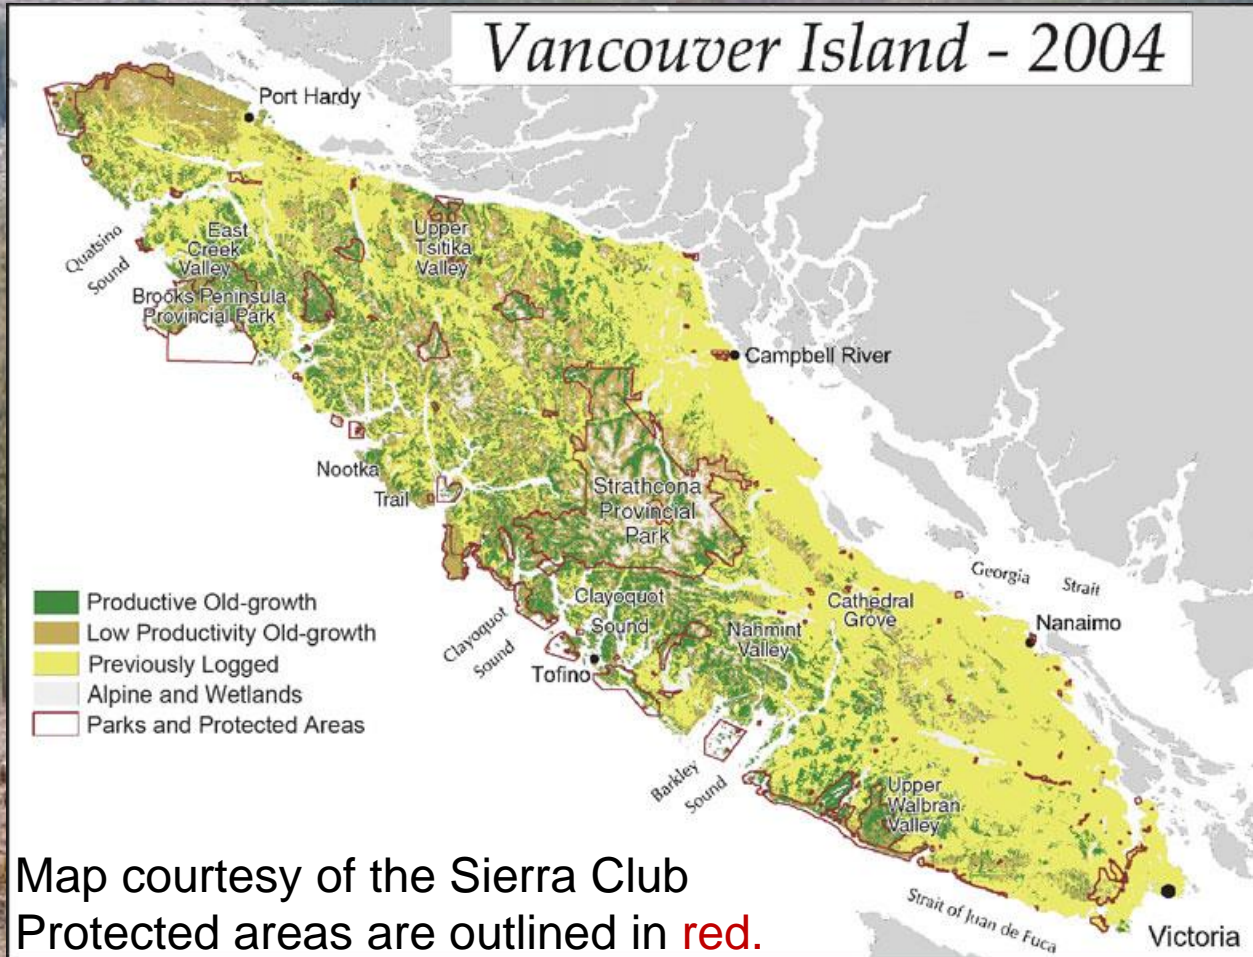 Vancouver Island - 2004
Port Hardy
East
Creek
Valley
Upper
Tsitika
Valley
Quatsino
Sound
Brooks Peninsula
Provincial Park
Campbell River
Nootka
Trail
Strathcona
Provincial
Park
Georgia Strait
Clayoquot
Sound
Cathedral
Grove
Nanaimo
Nahmint
Valley
Clayoquot
Sound
Tofino
Productive Old-growth
Low Productivity Old-growth
Previously Logged
Alpine and Wetlands
Parks and Protected Areas
Barkley
Sound
Upper
Walbran
Valley
Strait of Juan de Fuca
Victoria
Map courtesy of the Sierra Club
Protected areas are outlined in red.